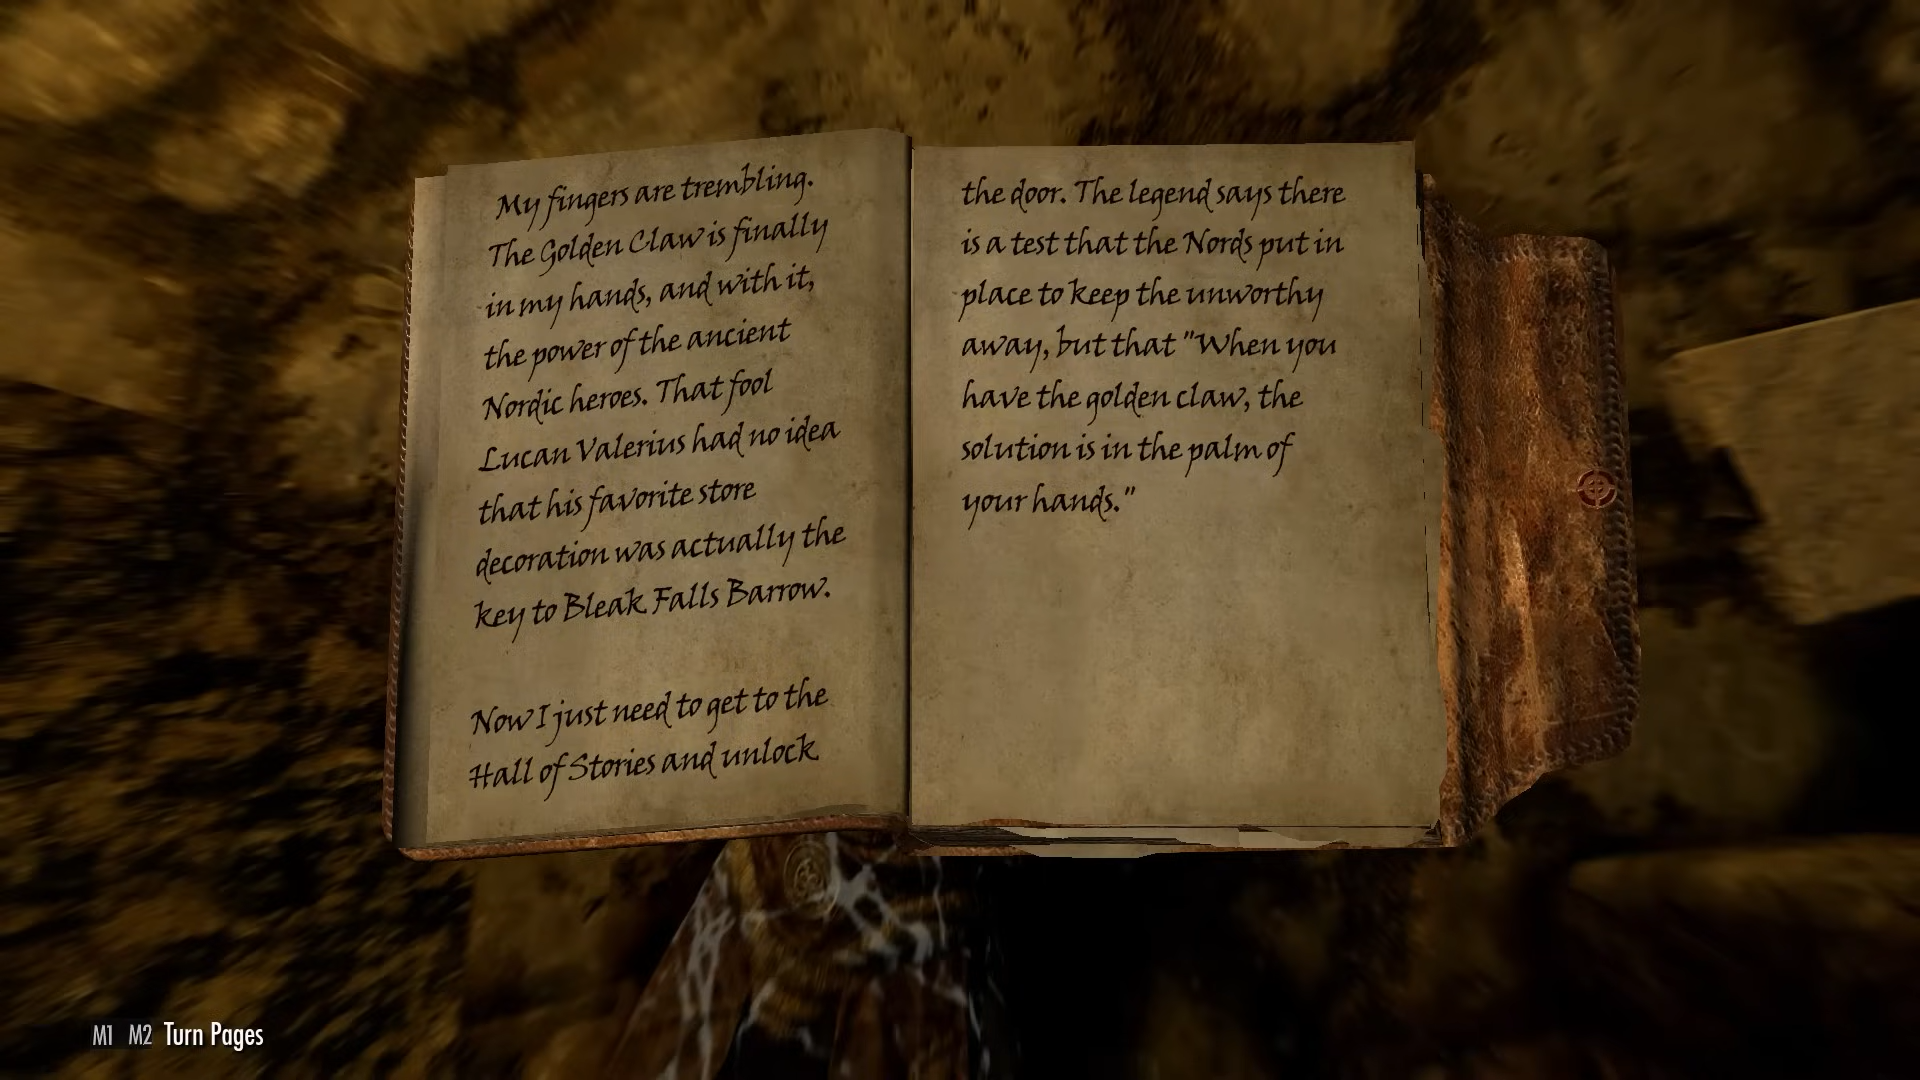 My fingers are trembling.
The Golden Claw is finally
in my hands, and with it,
the power of the ancient
Nordic heroes. That fool
Lucan Valerius had no idea
that his favorite store
decoration was actually the
key to Bleak Falls Barrow.
Now I just need to get to the
Hall of Stories and unlock
the door. The legend says there
is a test that the Nords put in
place to keep the unworthy
away, but that "When you
have the golden claw, the
solution is in the palm of
your hands."
M1 M2 Turn Pages